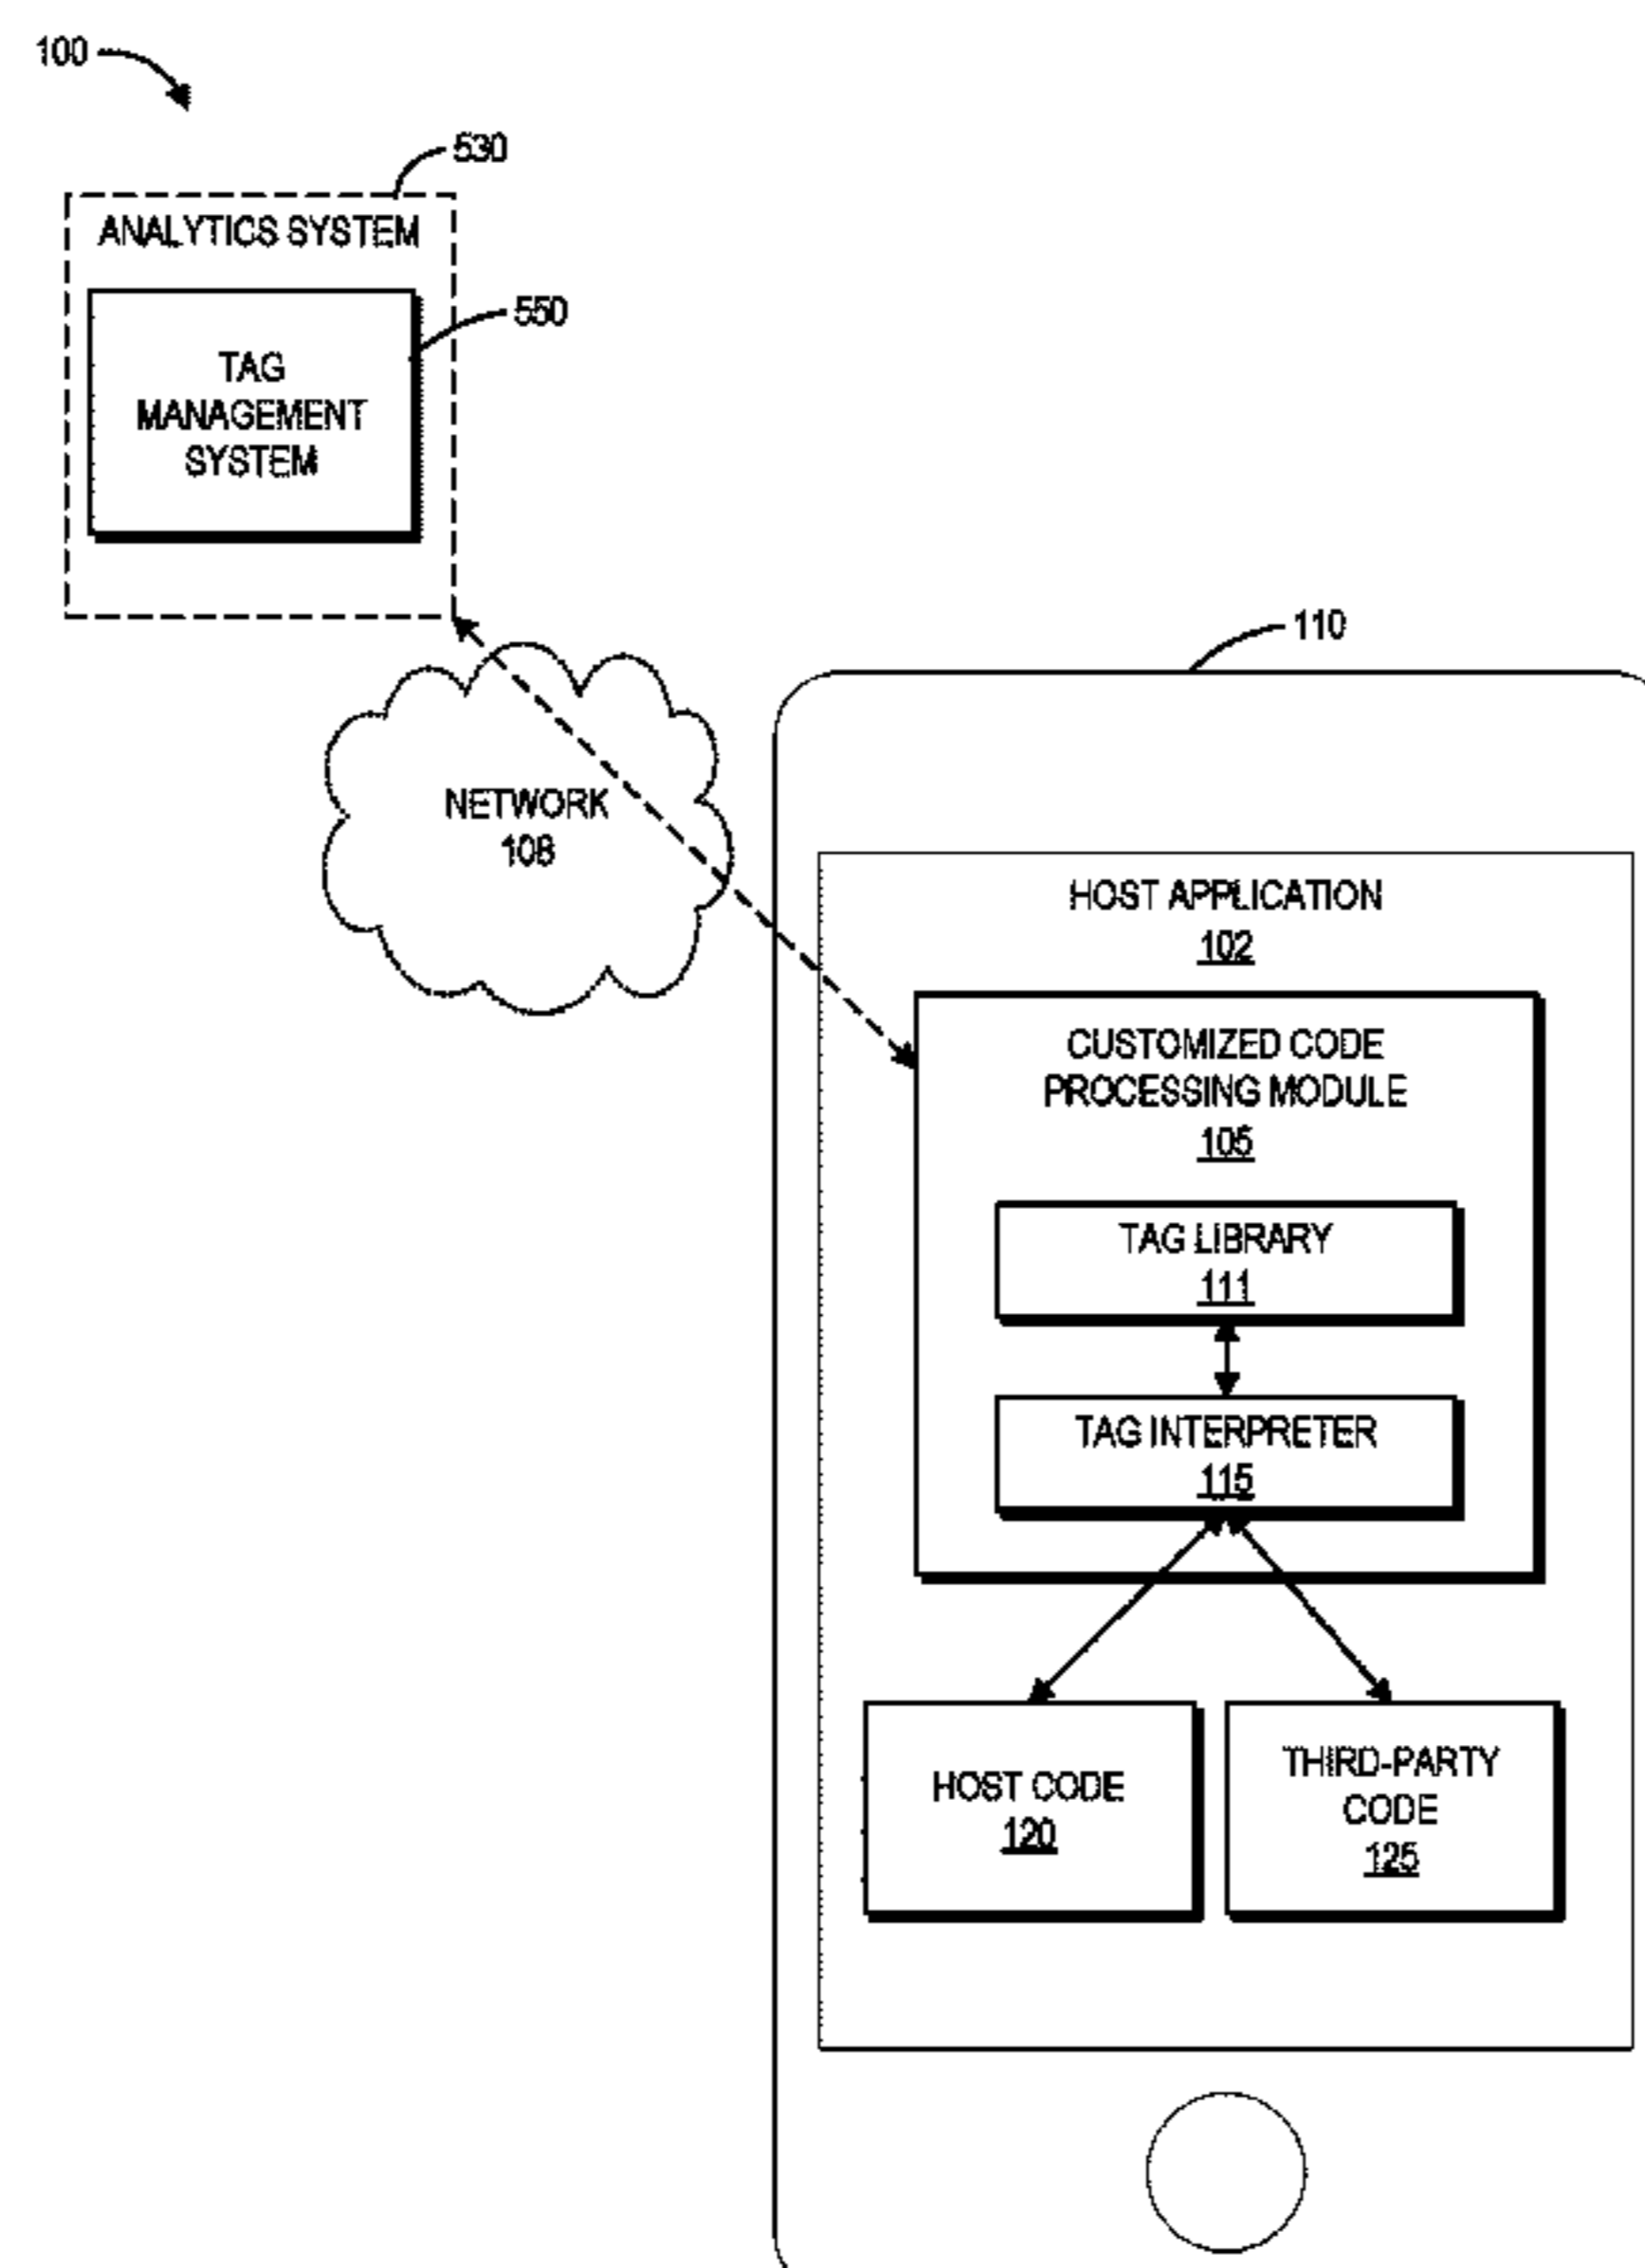 100
530
ANALYTICS SYSTEM
550
TAG
MANAGEMENT
SYSTEM
110
NETWORK
108
HOST APPLICATION
102
CUSTOMIZED CODE
PROCESSING MODULE
105
TAG LIBRARY
111
TAG INTERPRETER
115
HOST CODE
120
THIRD-PARTY
CODE
125